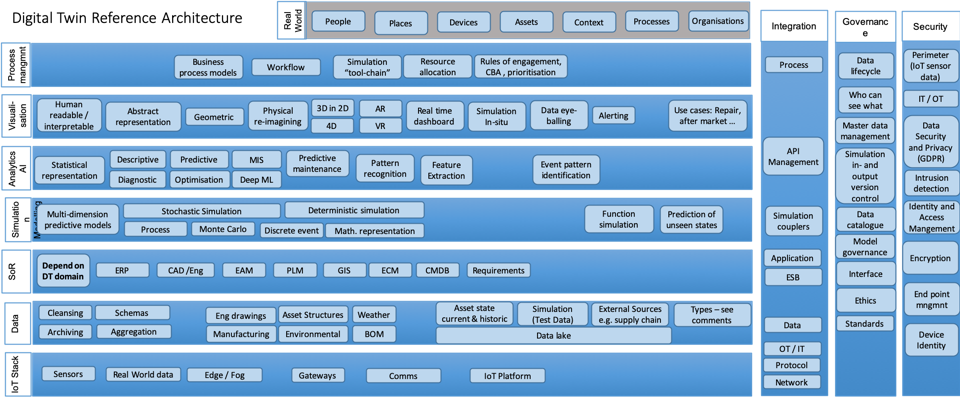 Digital Twin Reference Architecture
Real
World
People
Places
Devices
Assets
Context
Processes
Organisations
Process
mangmnt
Business
process models
Workflow
Simulation
“tool-chain”
Resource
allocation
Rules of engagement,
CBA , prioritisation
Visuali-
sation
Human
readable /
interpretable
Abstract
representation
Geometric
Physical
re-imagining
3D in 2D
4D
AR
VR
Real time
dashboard
Simulation
In-situ
Data eye-
balling
Alerting
Use cases: Repair,
after market ...
Analytics
AI
Statistical
representation
Descriptive
Diagnostic
Predictive
Optimisation
MIS
Deep ML
Predictive
maintenance
Pattern
recognition
Feature
Extraction
Event pattern
identification
Simulatio
n
Modelling
Multi-dimension
predictive models
Stochastic Simulation
Process
Monte Carlo
Deterministic simulation
Discrete event
Math. representation
Function
simulation
Prediction of
unseen states
SoR
Depend on
DT domain
ERP
CAD /Eng
EAM
PLM
GIS
ECM
CMDB
Requirements
Data
Cleansing
Schemas
Archiving
Aggregation
Eng drawings
Asset Structures
Weather
Manufacturing
Environmental
BOM
Asset state
current & historic
Simulation
(Test Data)
External Sources
e.g. supply chain
Types – see
comments
Data lake
IoT Stack
Sensors
Real World data
Edge / Fog
Gateways
Comms
IoT Platform
Integration
Process
API
Management
Simulation
couplers
Application
ESB
Data
OT / IT
Protocol
Network
Governanc
e
Data
lifecycle
Who can
see what
Master data
management
Simulation
in- and
output version
control
Data
catalogue
Model
governance
Interface
Ethics
Standards
Security
Perimeter
(IoT sensor
data)
IT / OT
Data
Security
and Privacy
(GDPR)
Intrusion
detection
Identity and
Access
Management
Encryption
End point
mngmnt
Device
Identity